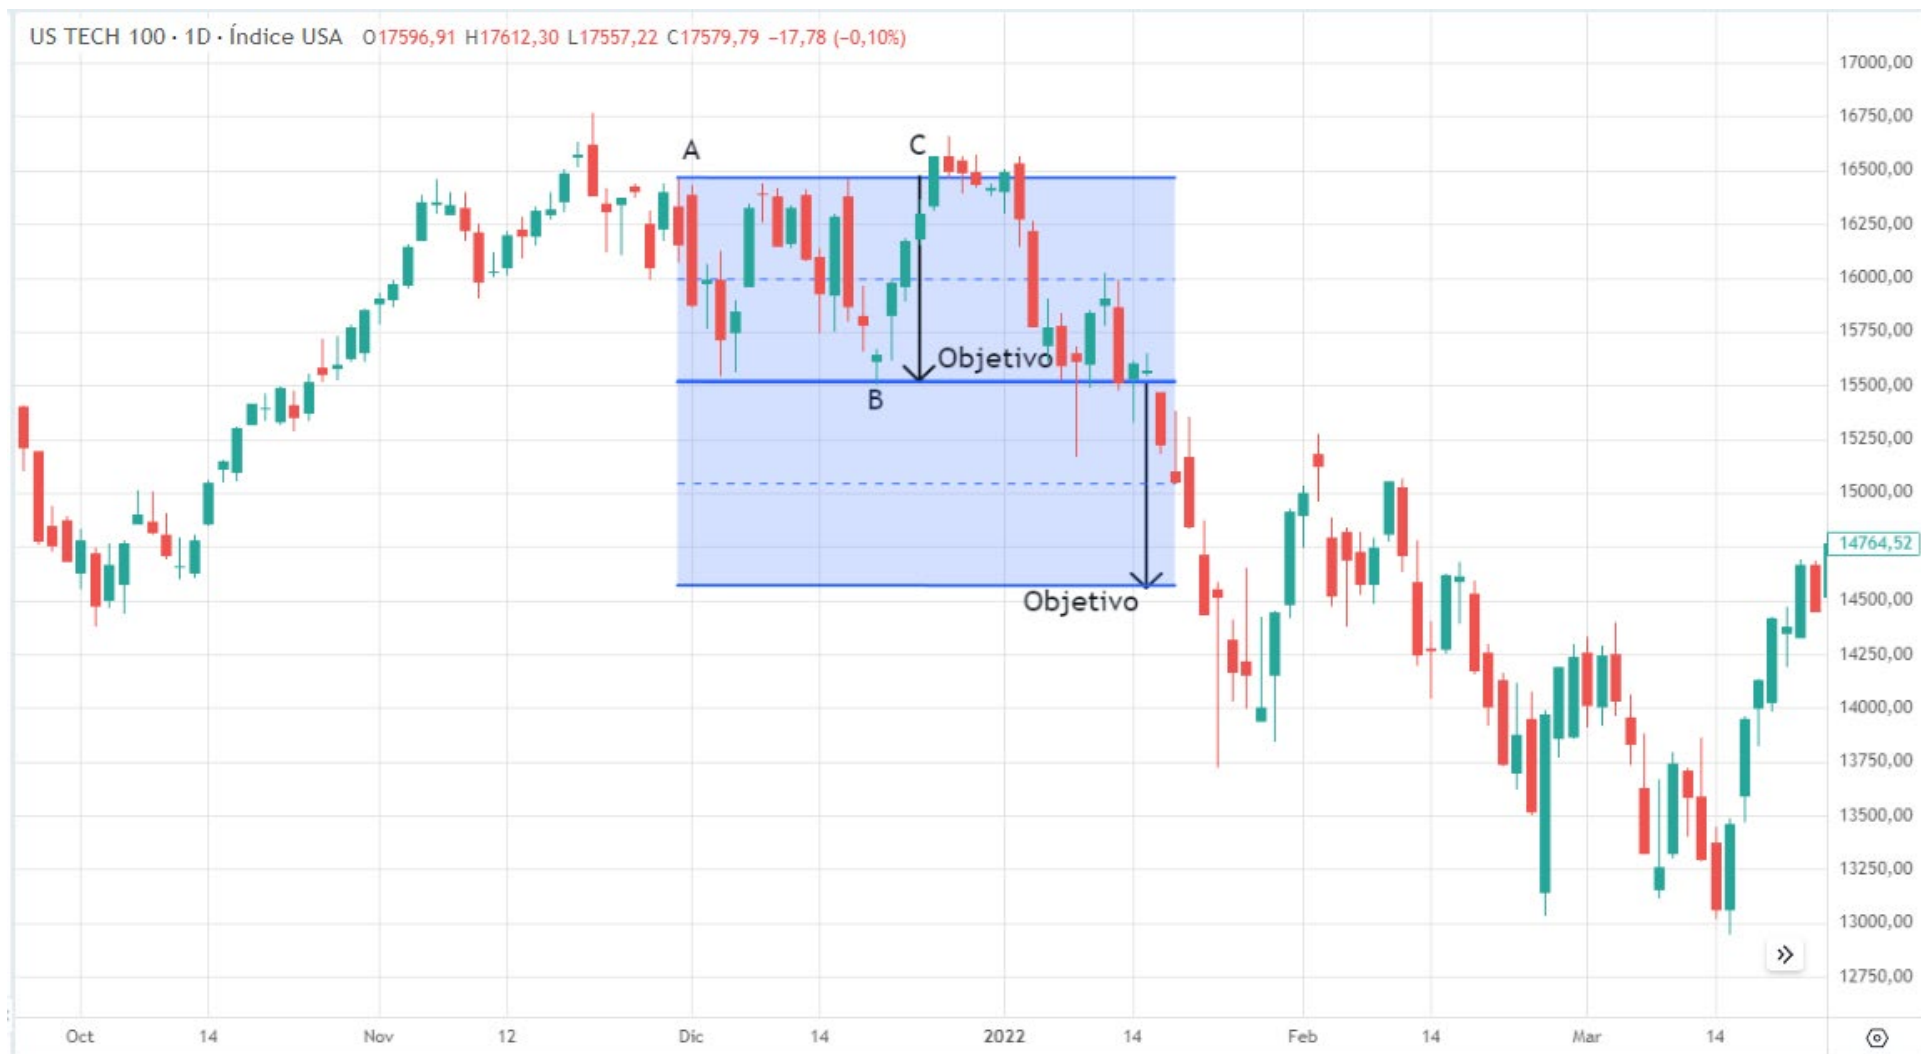 US TECH 100 · 1D · Índice USA O17596,91 H17612,30 L17557,22 C17579,79 −17,78 (−0,10%)
17000,00
16750,00
A
C
16500,00
16250,00
16000,00
15750,00
Objetivo
15500,00
B
15250,00
15000,00
14764,52
Objetivo
14500,00
14250,00
14000,00
13750,00
13500,00
13250,00
13000,00
12750,00
Oct 14 Nov 12 Dic 14 2022 14 Feb 14 Mar 14